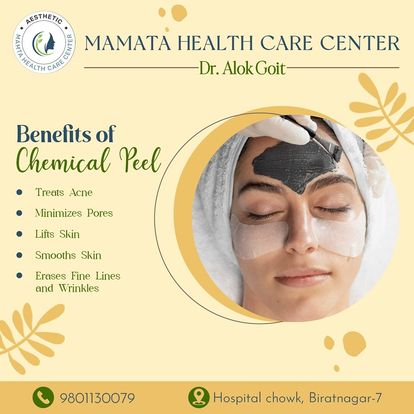 AESTHETIC
MAMATA HEALTH CARE CENTER
MAMATA HEALTH CARE CENTER
Dr. Alok Goit
Benefits of
Chemical Peel
Treats Acne
Minimizes Pores
Lifts Skin
Smooths Skin
Erases Fine Lines
and Wrinkles
9801130079
Hospital chowk, Biratnagar-7